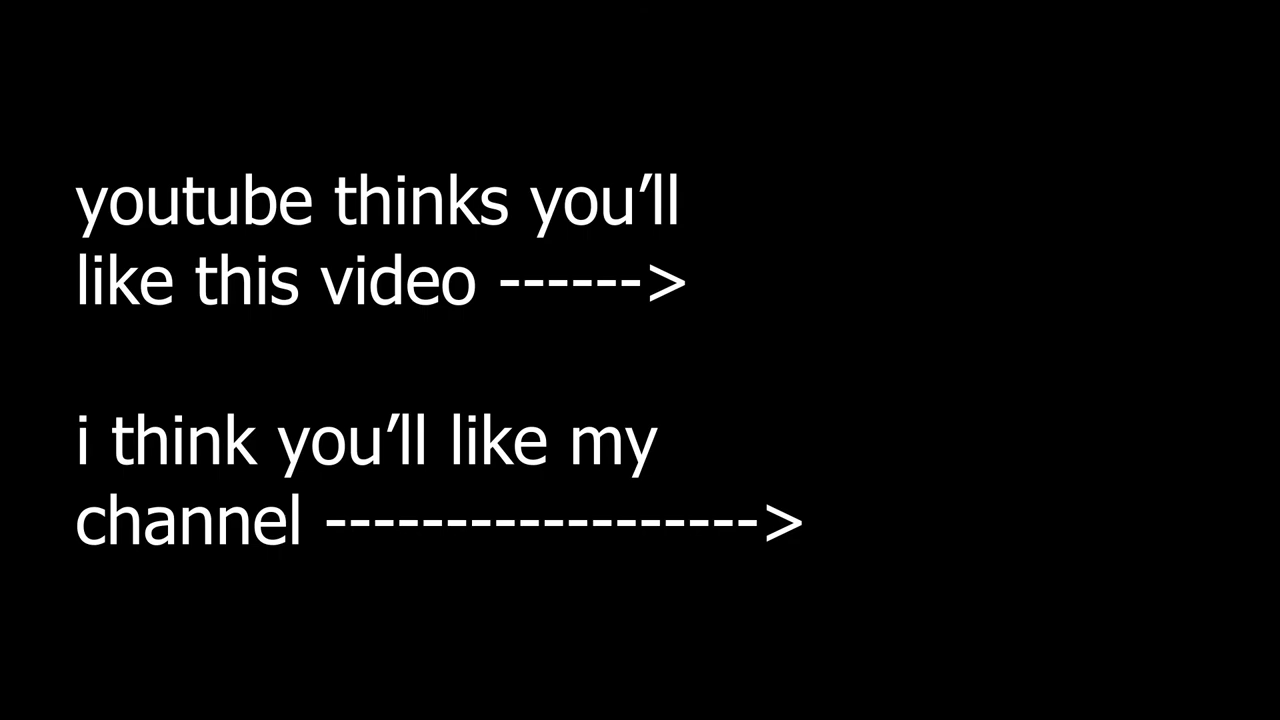 youtube thinks you’ll
like this video ------>
i think you’ll like my
channel ------------------>